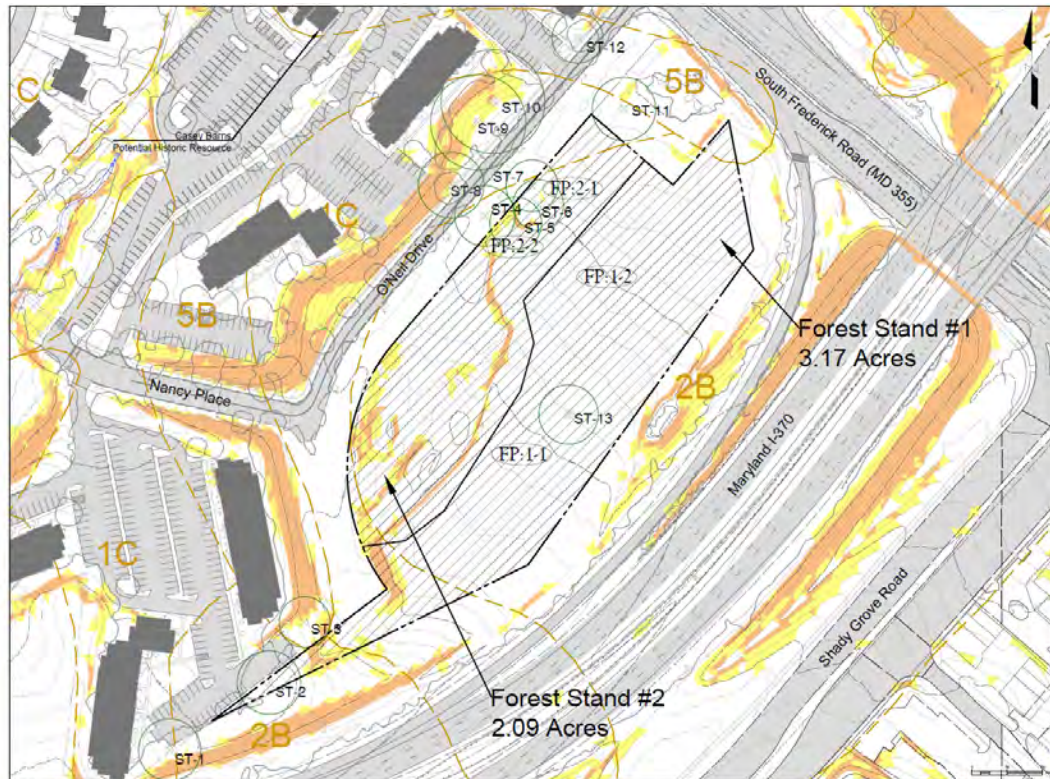 ST-12
5B
South Frederick Road (MD 355)
ST-10
ST-11
C
ST-9
Casey Barns
Potential Historic Resource
ST-7
ST-8
FP:2-1
1C
ST-4
ST-6
ST-5
FP:2-2
O'Neil Drive
FP:1-2
5B
Forest Stand #1
3.17 Acres
Nancy Place
2B
ST-13
FP:1-1
Maryland I-370
1C
Shady Grove Road
ST-3
ST-2
Forest Stand #2
2.09 Acres
2B
ST-1